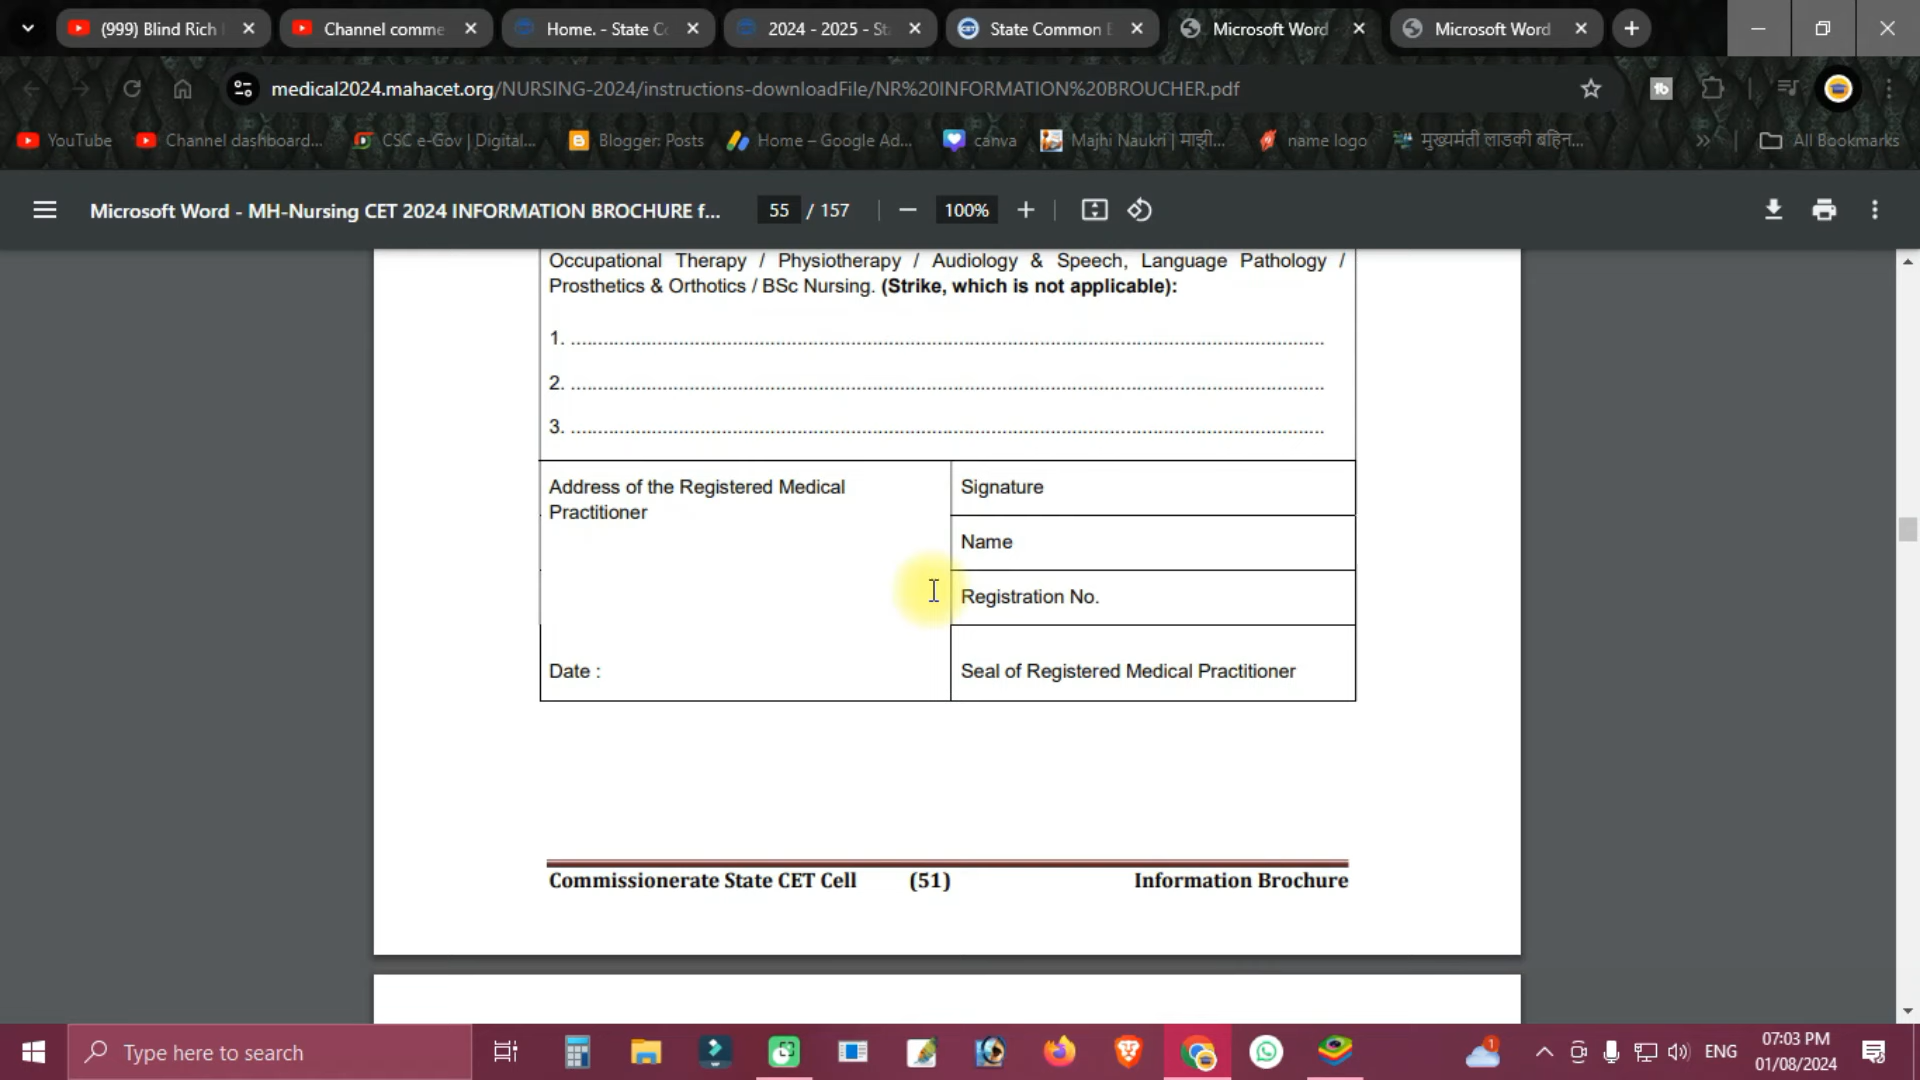 (999) Blind Rich
Channel comme
Home. - State Co
2024 - 2025 - St
State Common E
Microsoft Word
Microsoft Word
medical2024.mahacet.org/NURSING-2024/instructions-downloadFile/NR%20INFORMATION%20BROUCHER.pdf
YouTube
Channel dashboard...
CSC e-Gov | Digital...
Blogger: Posts
Home – Google Ad...
canva
Majhi Naukri | माझी...
name logo
मुख्यमंती लाडकी बहिन...
All Bookmarks
Microsoft Word - MH-Nursing CET 2024 INFORMATION BROCHURE f...
55 / 157
100%
Occupational Therapy / Physiotherapy / Audiology & Speech, Language Pathology /
Prosthetics & Orthotics / BSc Nursing. (Strike, which is not applicable):
1. ................................................................................
2. ................................................................................
3. ................................................................................
Address of the Registered Medical
Practitioner
Signature
Name
Registration No.
Date :
Seal of Registered Medical Practitioner
Commissionerate State CET Cell (51) Information Brochure
Type here to search
1
ENG
07:03 PM
01/08/2024